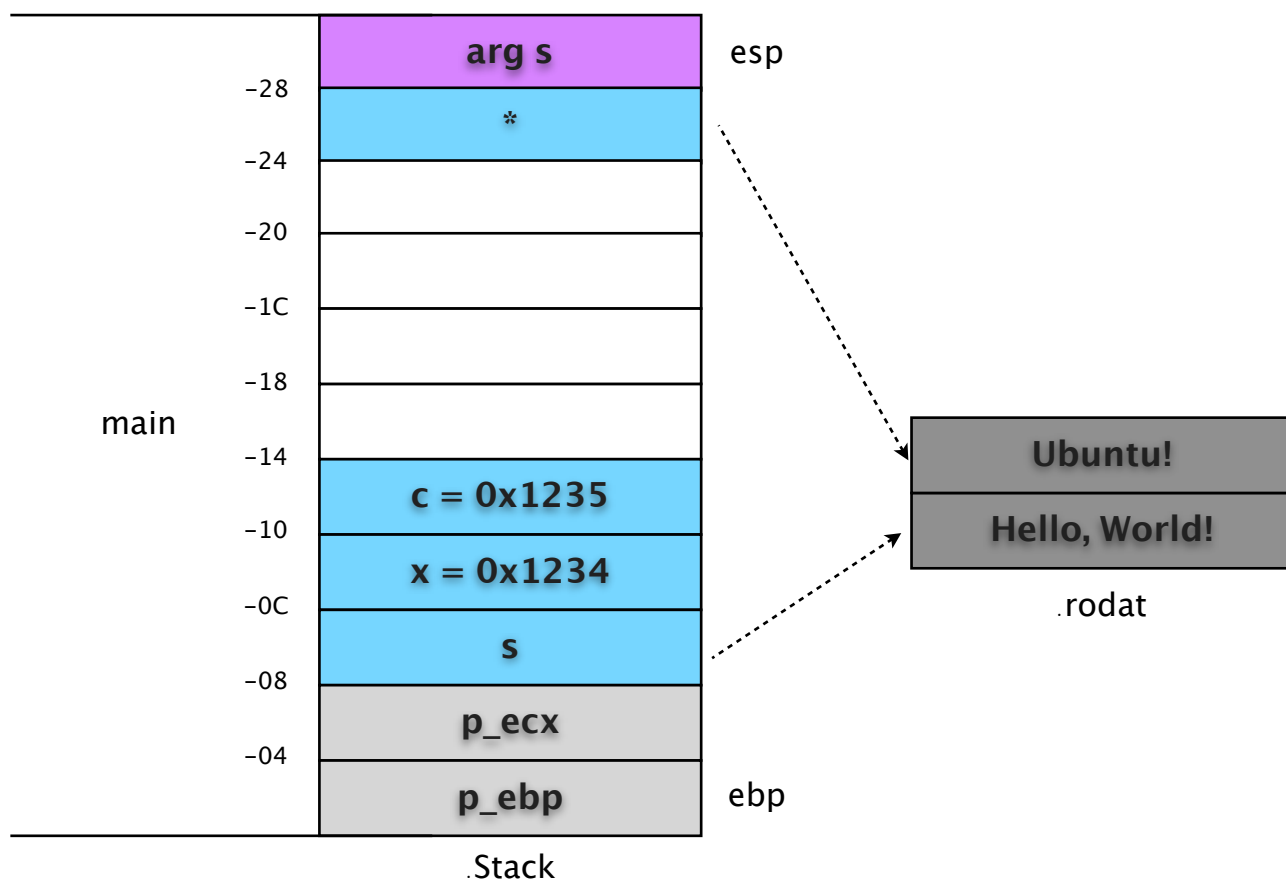 arg s
esp
-28
*
-24
-20
-1C
-18
main
-14
c = 0x1235
-10
x = 0x1234
-0C
s
-08
p_ecx
-04
p_ebp
ebp
.Stack
Ubuntu!
Hello, World!
.rodat